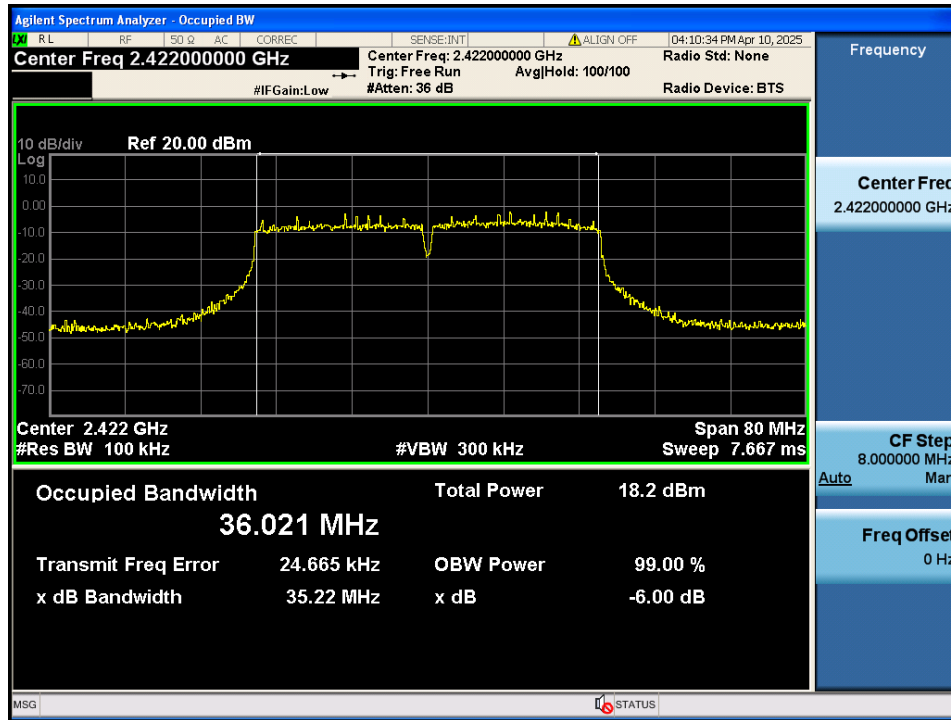 Agilent Spectrum Analyzer - Occupied BW
LXI RL RF 50 Ω AC CORREC SENSE:INT ALIGN OFF 04:10:34 PM Apr 10, 2025
Center Freq 2.422000000 GHz
Center Freq: 2.422000000 GHz
Radio Std: None
Trig: Free Run Avg|Hold: 100/100
#IFGain:Low
#Atten: 36 dB
Radio Device: BTS
10 dB/div Ref 20.00 dBm
Log
10.0
0.00
-10.0
-20.0
-30.0
-40.0
-50.0
-60.0
-70.0
Center 2.422 GHz Span 80 MHz
#Res BW 100 kHz #VBW 300 kHz Sweep 7.667 ms
Occupied Bandwidth Total Power 18.2 dBm
36.021 MHz
Transmit Freq Error 24.665 kHz OBW Power 99.00 %
x dB Bandwidth 35.22 MHz x dB -6.00 dB
MSG STATUS
Frequency
Center Freq
2.422000000 GHz
CF Step
8.000000 MHz
Auto Man
Freq Offset
0 Hz